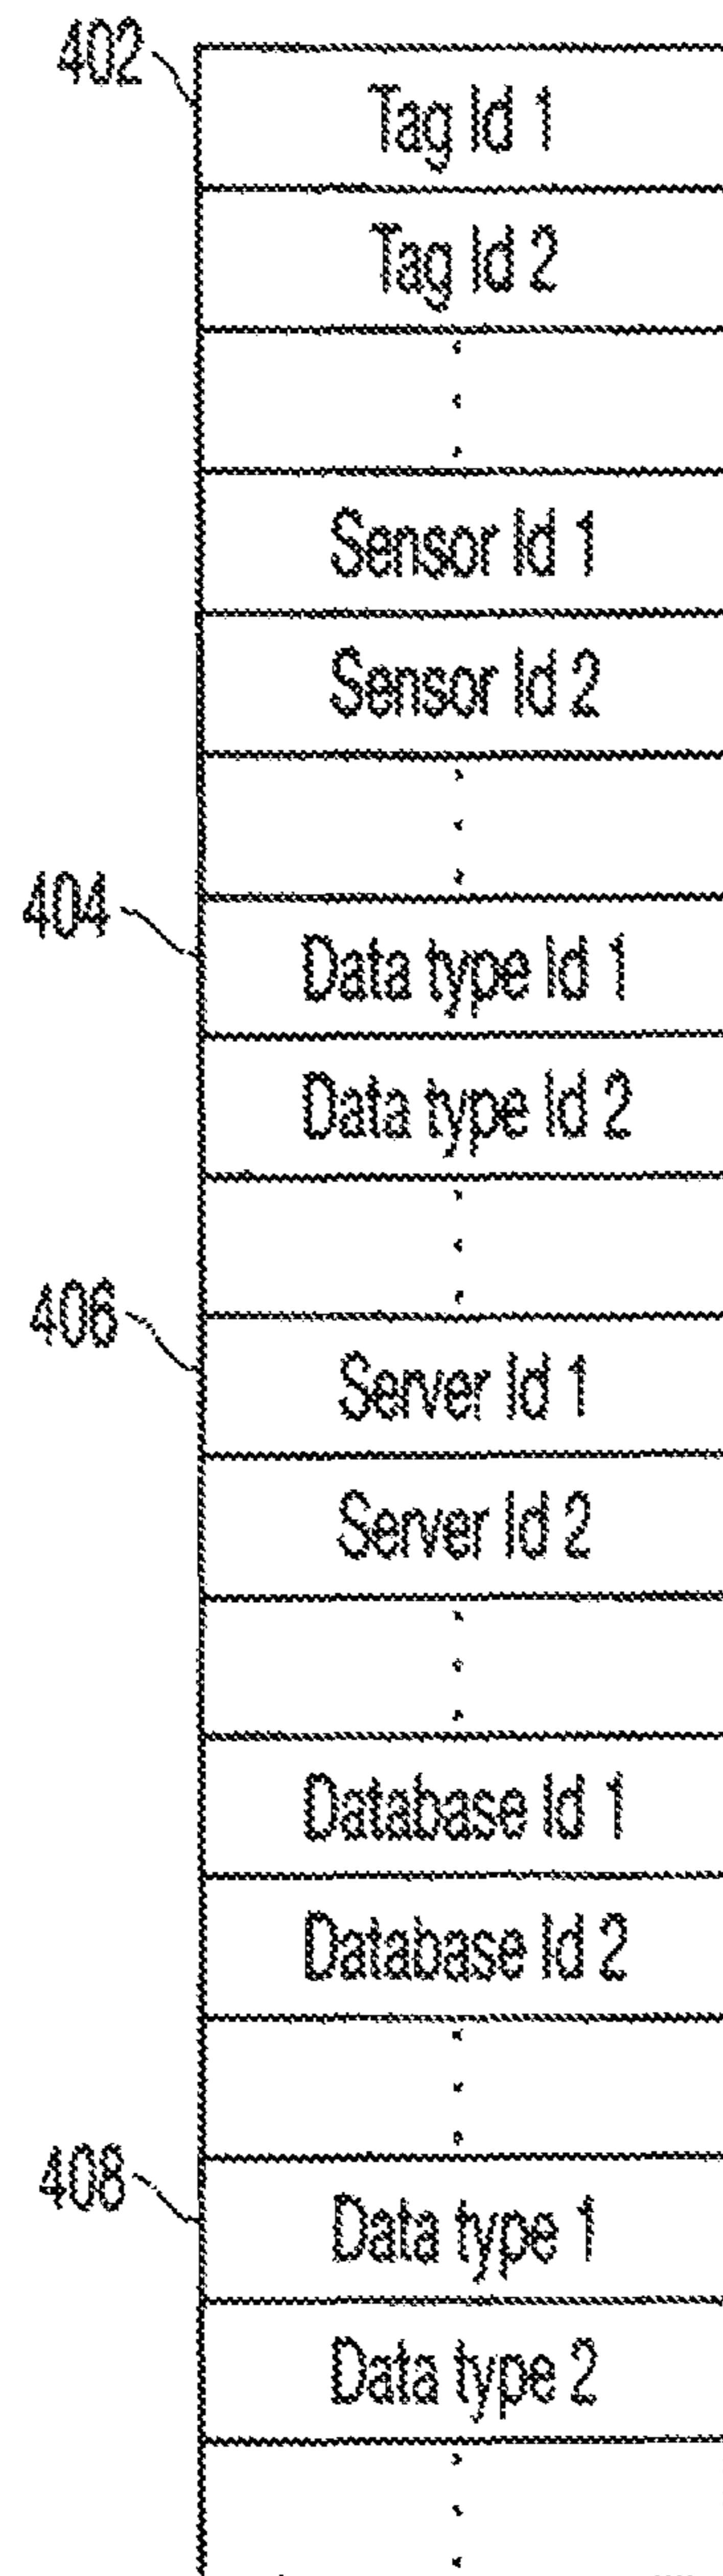 402
Tag Id 1
Tag Id 2
Sensor Id 1
Sensor Id 2
404
Data type Id 1
Data type Id 2
406
Server Id 1
Server Id 2
Database Id 1
Database Id 2
408
Data type 1
Data type 2